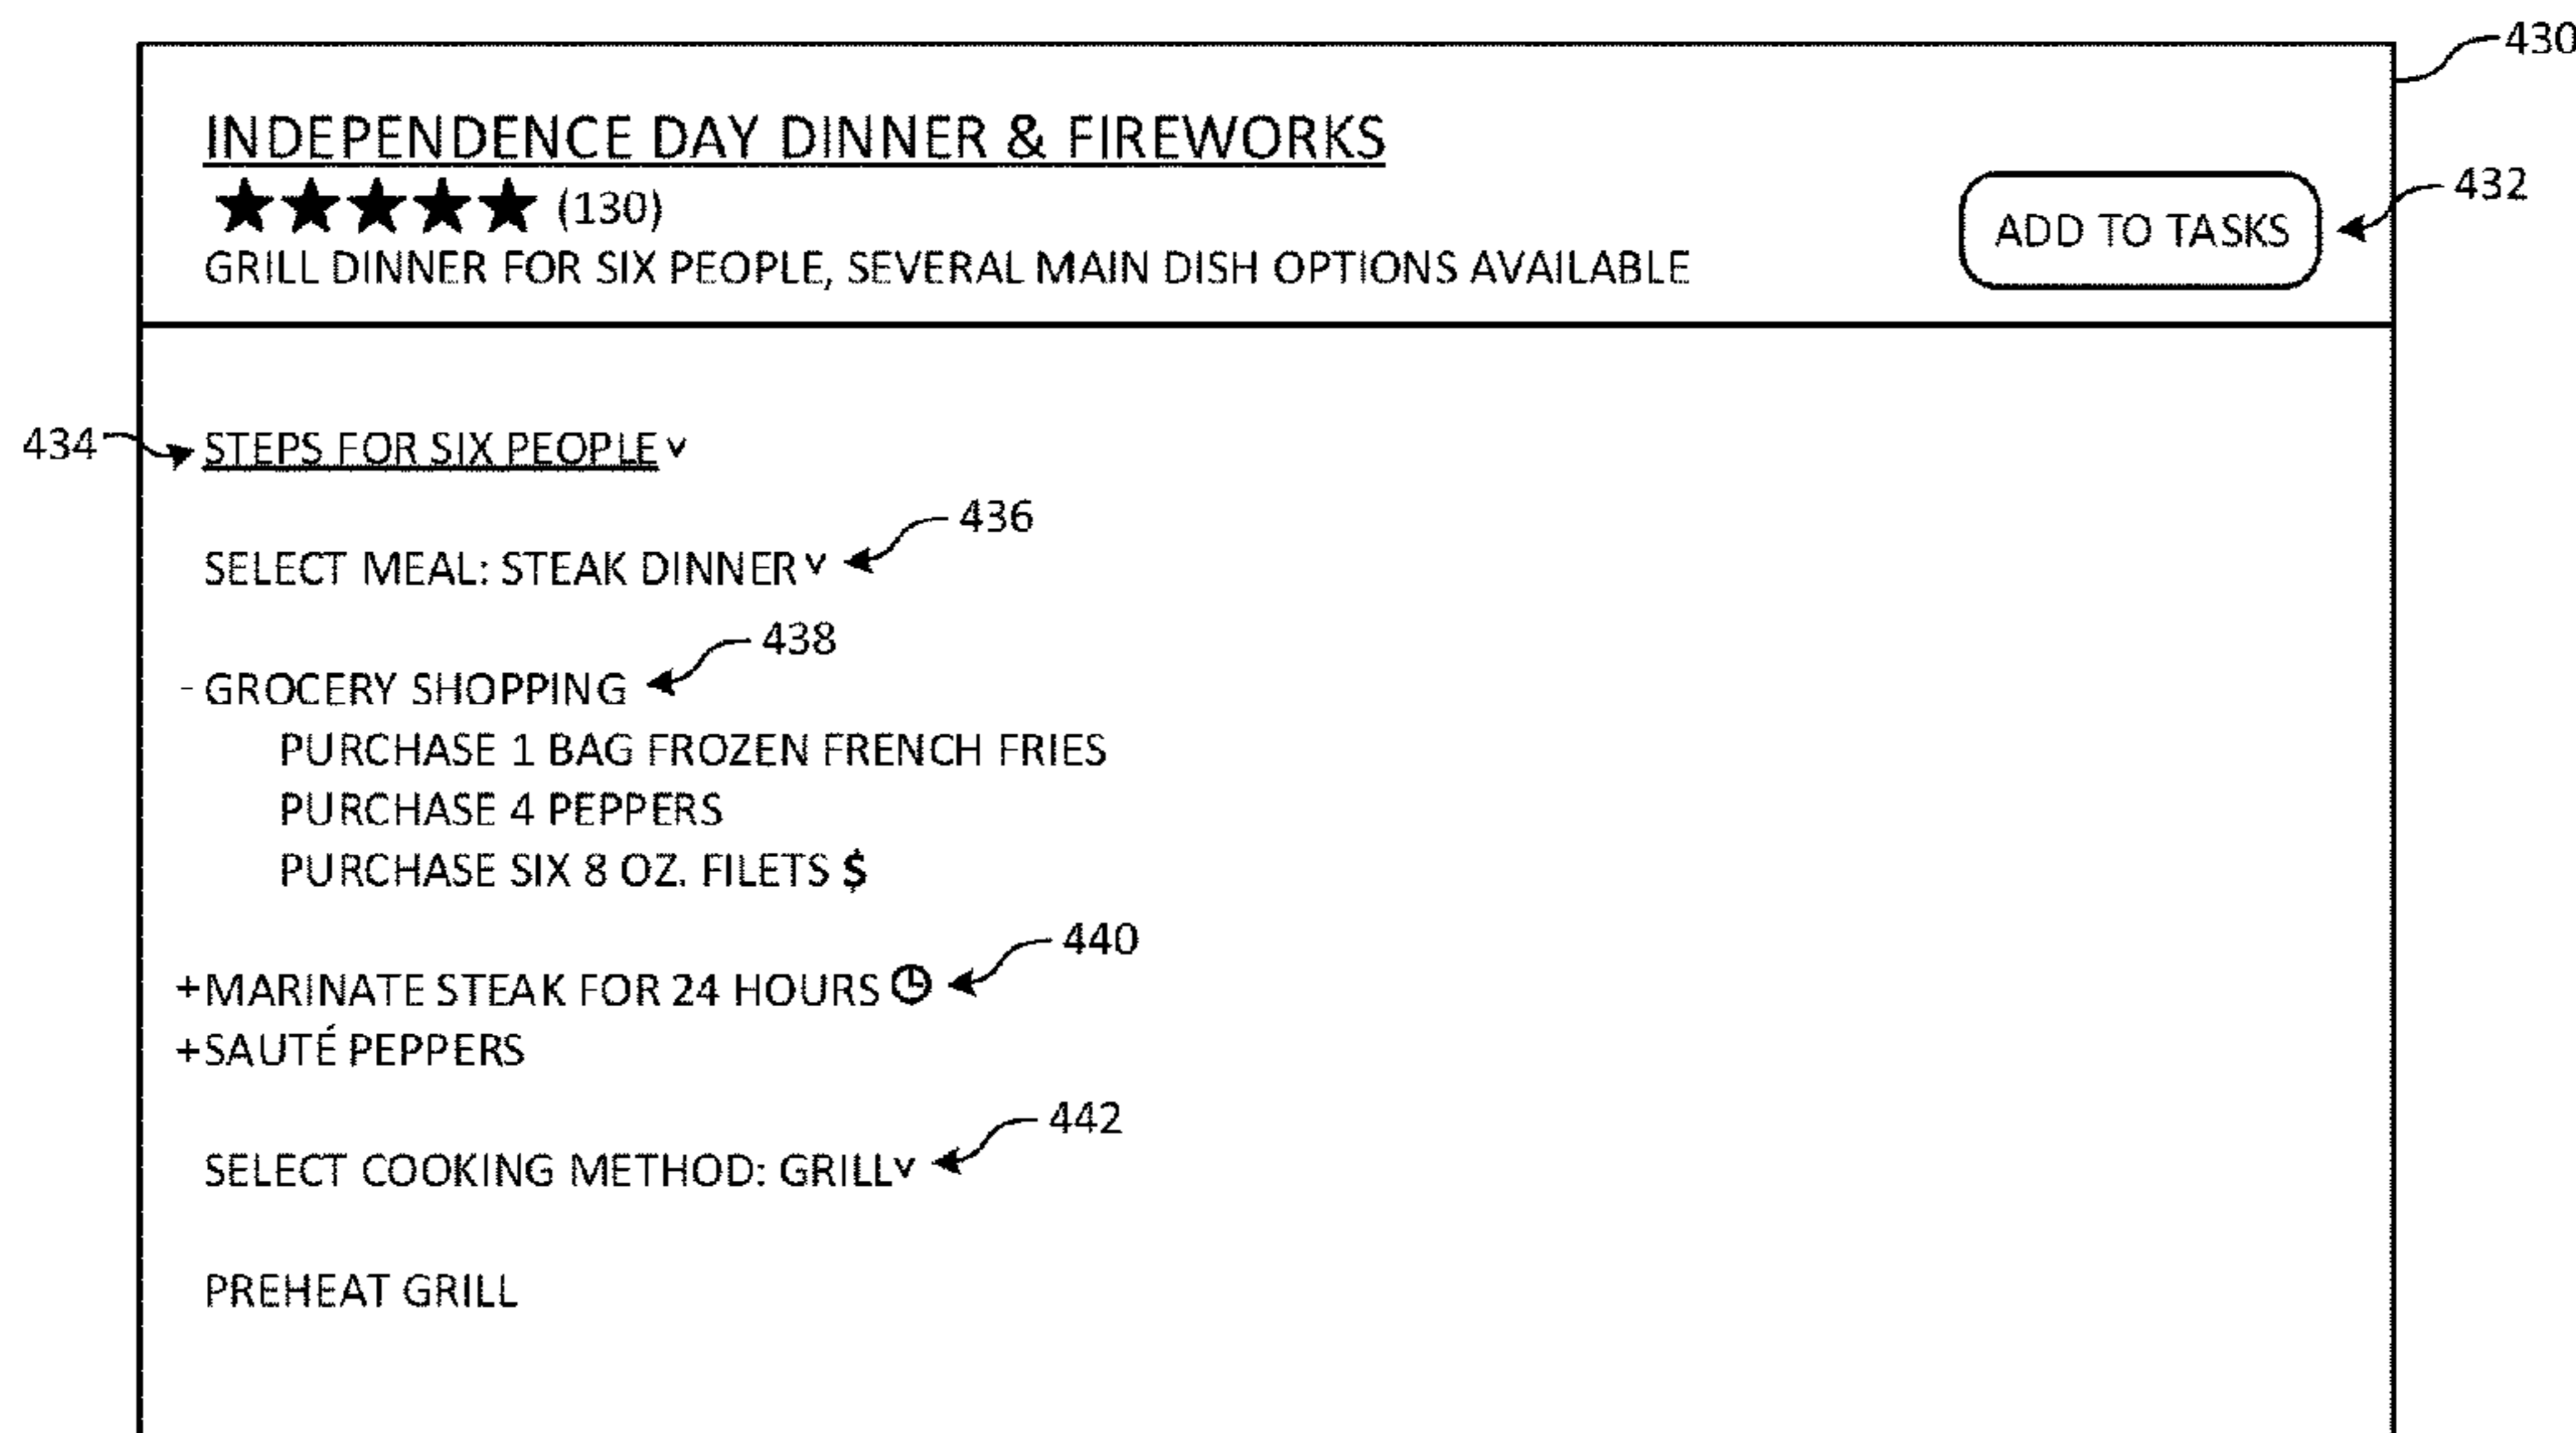 430
INDEPENDENCE DAY DINNER & FIREWORKS
★★★★★ (130)
432
ADD TO TASKS
GRILL DINNER FOR SIX PEOPLE, SEVERAL MAIN DISH OPTIONS AVAILABLE
434
STEPS FOR SIX PEOPLE ˅
436
SELECT MEAL: STEAK DINNER ˅
438
- GROCERY SHOPPING
PURCHASE 1 BAG FROZEN FRENCH FRIES
PURCHASE 4 PEPPERS
PURCHASE SIX 8 OZ. FILETS $
440
+MARINATE STEAK FOR 24 HOURS
+SAUTÉ PEPPERS
442
SELECT COOKING METHOD: GRILL˅
PREHEAT GRILL